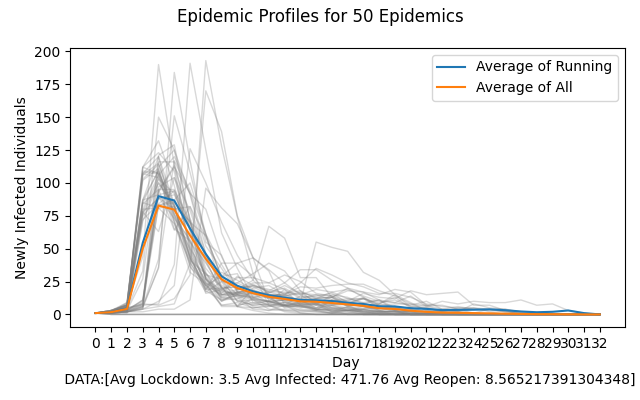 Epidemic Profiles for 50 Epidemics
200
175
150
125
100
75
50
25
0
Newly Infected Individuals
Average of Running
Average of All
0 1 2 3 4 5 6 7 8 9 10 11 12 13 14 15 16 17 18 19 20 21 22 23 24 25 26 27 28 29 30 31 32
Day
DATA:[Avg Lockdown: 3.5 Avg Infected: 471.76 Avg Reopen: 8.565217391304348]